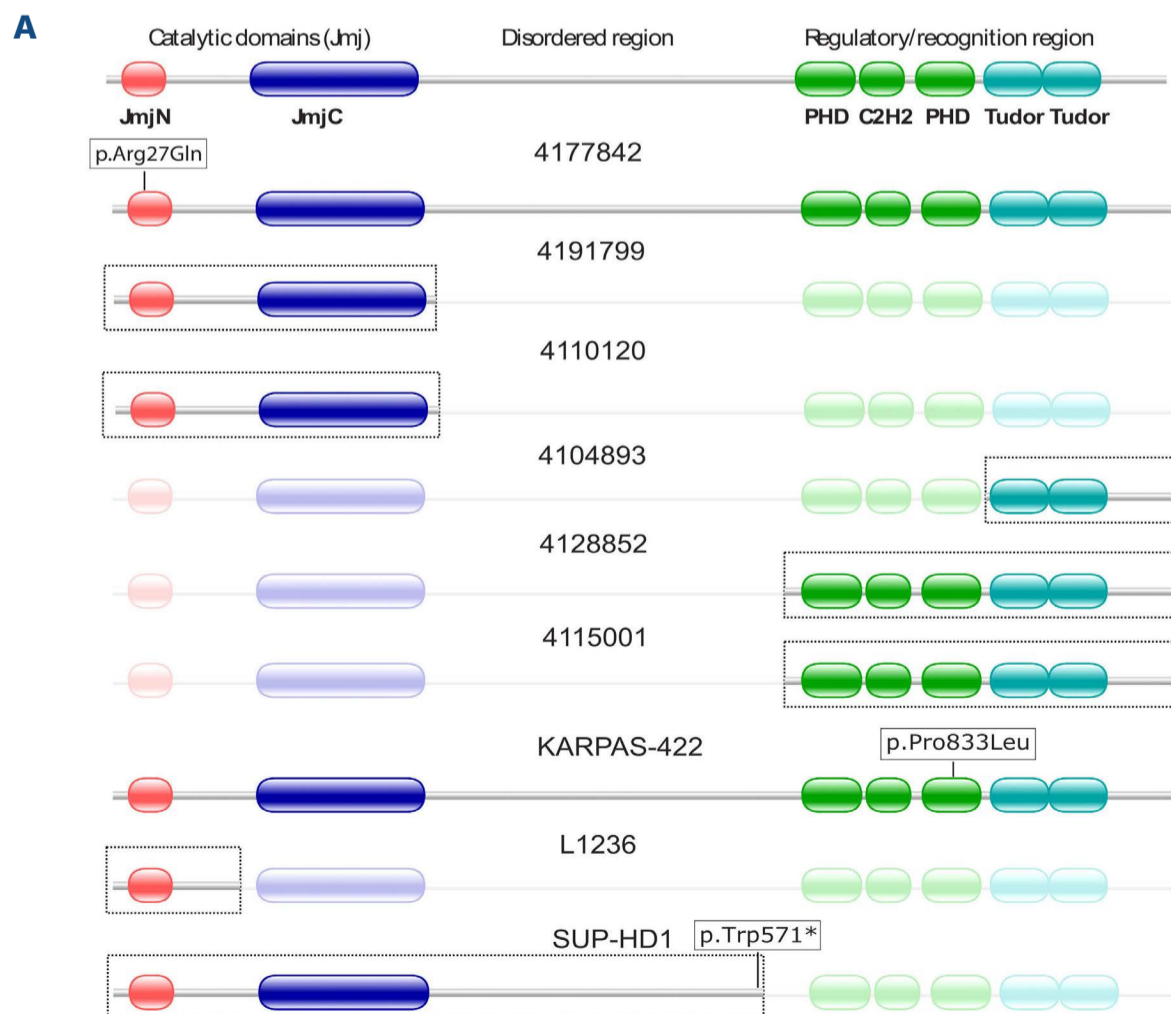 A
Catalytic domains (Jmj) Disordered region Regulatory/recognition region
JmjN JmjC PHD C2H2 PHD Tudor Tudor
p.Arg27Gln 4177842
4191799
4110120
4104893
4128852
4115001
KARPAS-422 p.Pro833Leu
L1236
SUP-HD1 p.Trp571*